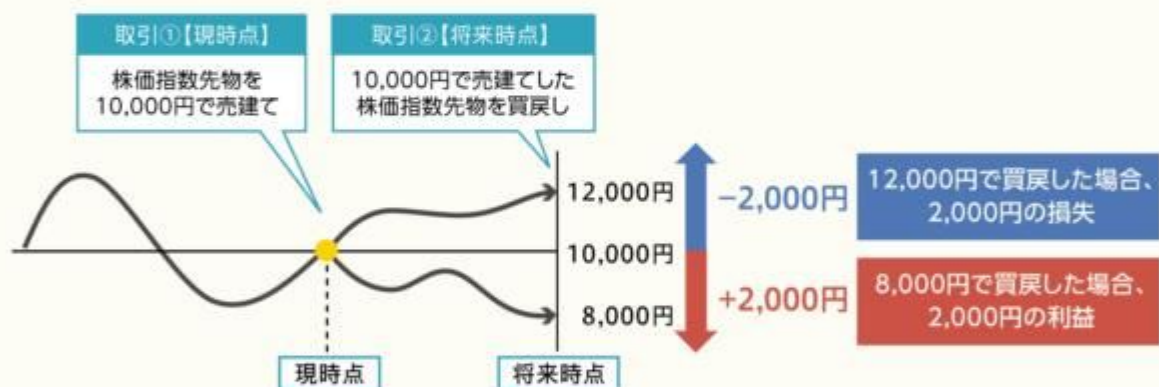 取引①【現時点】
株価指数先物を
10,000円で売建て
取引②【将来時点】
10,000円で売建てした
株価指数先物を買戻し
12,000円
10,000円
8,000円
−2,000円
+2,000円
12,000円で買戻した場合、
2,000円の損失
8,000円で買戻した場合、
2,000円の利益
現時点
将来時点